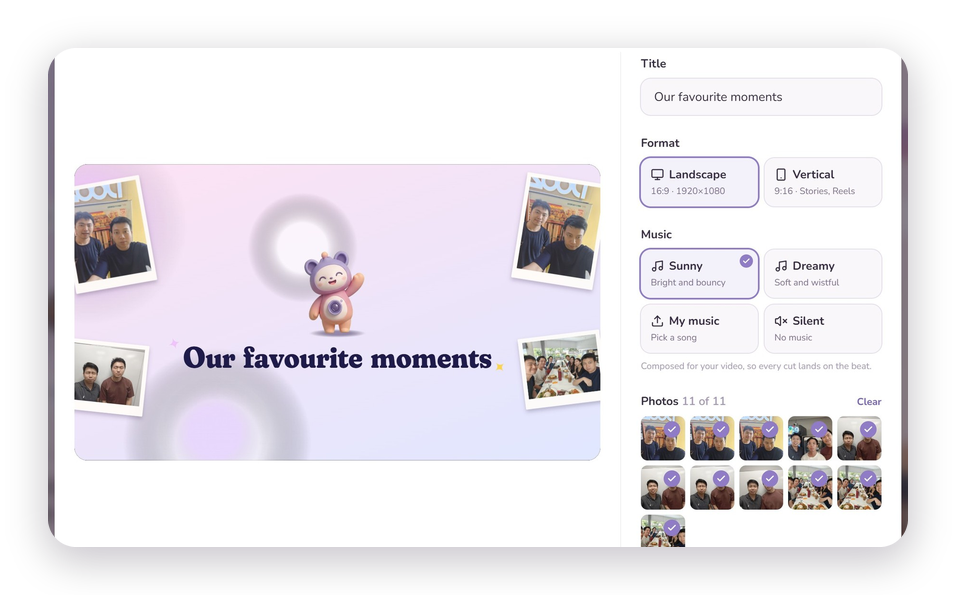 Our favourite moments
Title
Our favourite moments
Format
Landscape
16:9 · 1920×1080
Vertical
9:16 · Stories, Reels
Music
Sunny
Bright and bouncy
Dreamy
Soft and wistful
My music
Pick a song
Silent
No music
Composed for your video, so every cut lands on the beat.
Photos 11 of 11
Clear